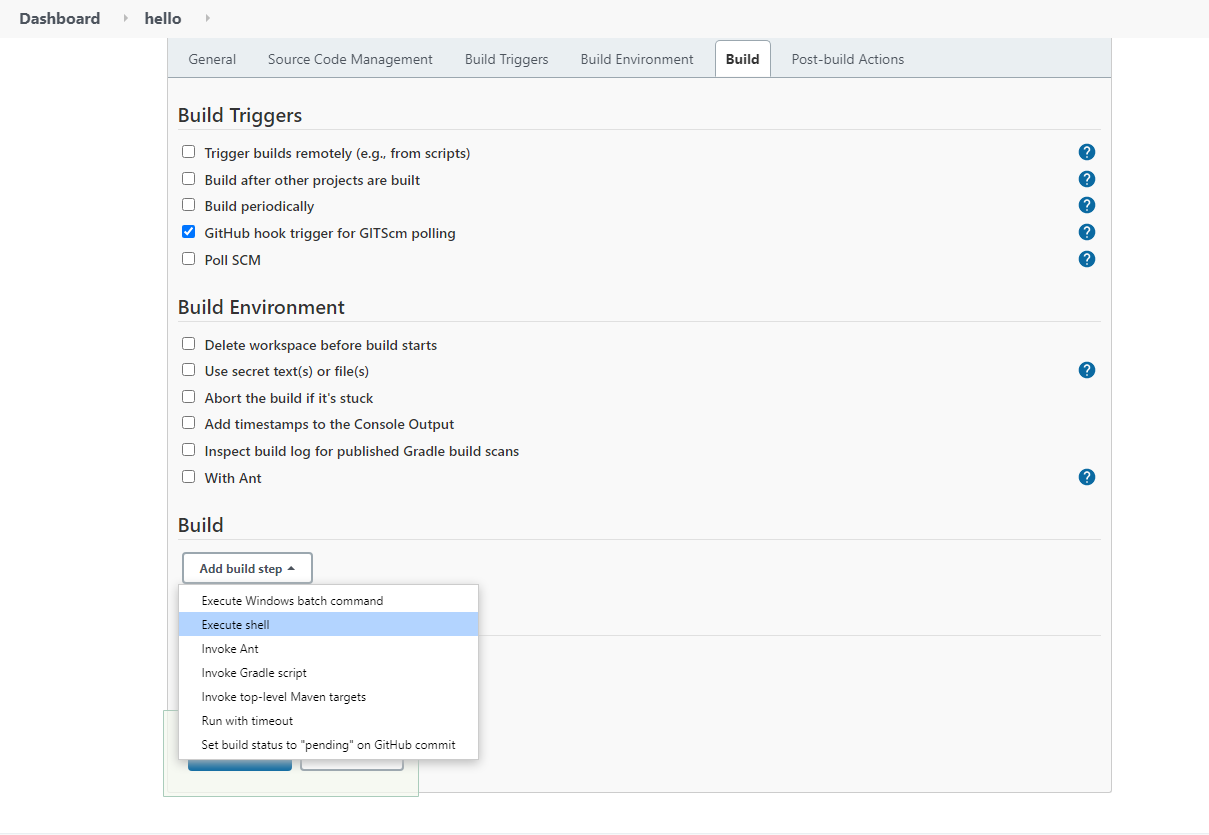 Dashboard hello
General Source Code Management Build Triggers Build Environment Build Post-build Actions
Build Triggers
Trigger builds remotely (e.g., from scripts) ?
Build after other projects are built ?
Build periodically ?
GitHub hook trigger for GITScm polling ?
Poll SCM ?
Build Environment
Delete workspace before build starts
Use secret text(s) or file(s) ?
Abort the build if it's stuck
Add timestamps to the Console Output
Inspect build log for published Gradle build scans
With Ant ?
Build
Add build step
Execute Windows batch command
Execute shell
Invoke Ant
Invoke Gradle script
Invoke top-level Maven targets
Run with timeout
Set build status to "pending" on GitHub commit